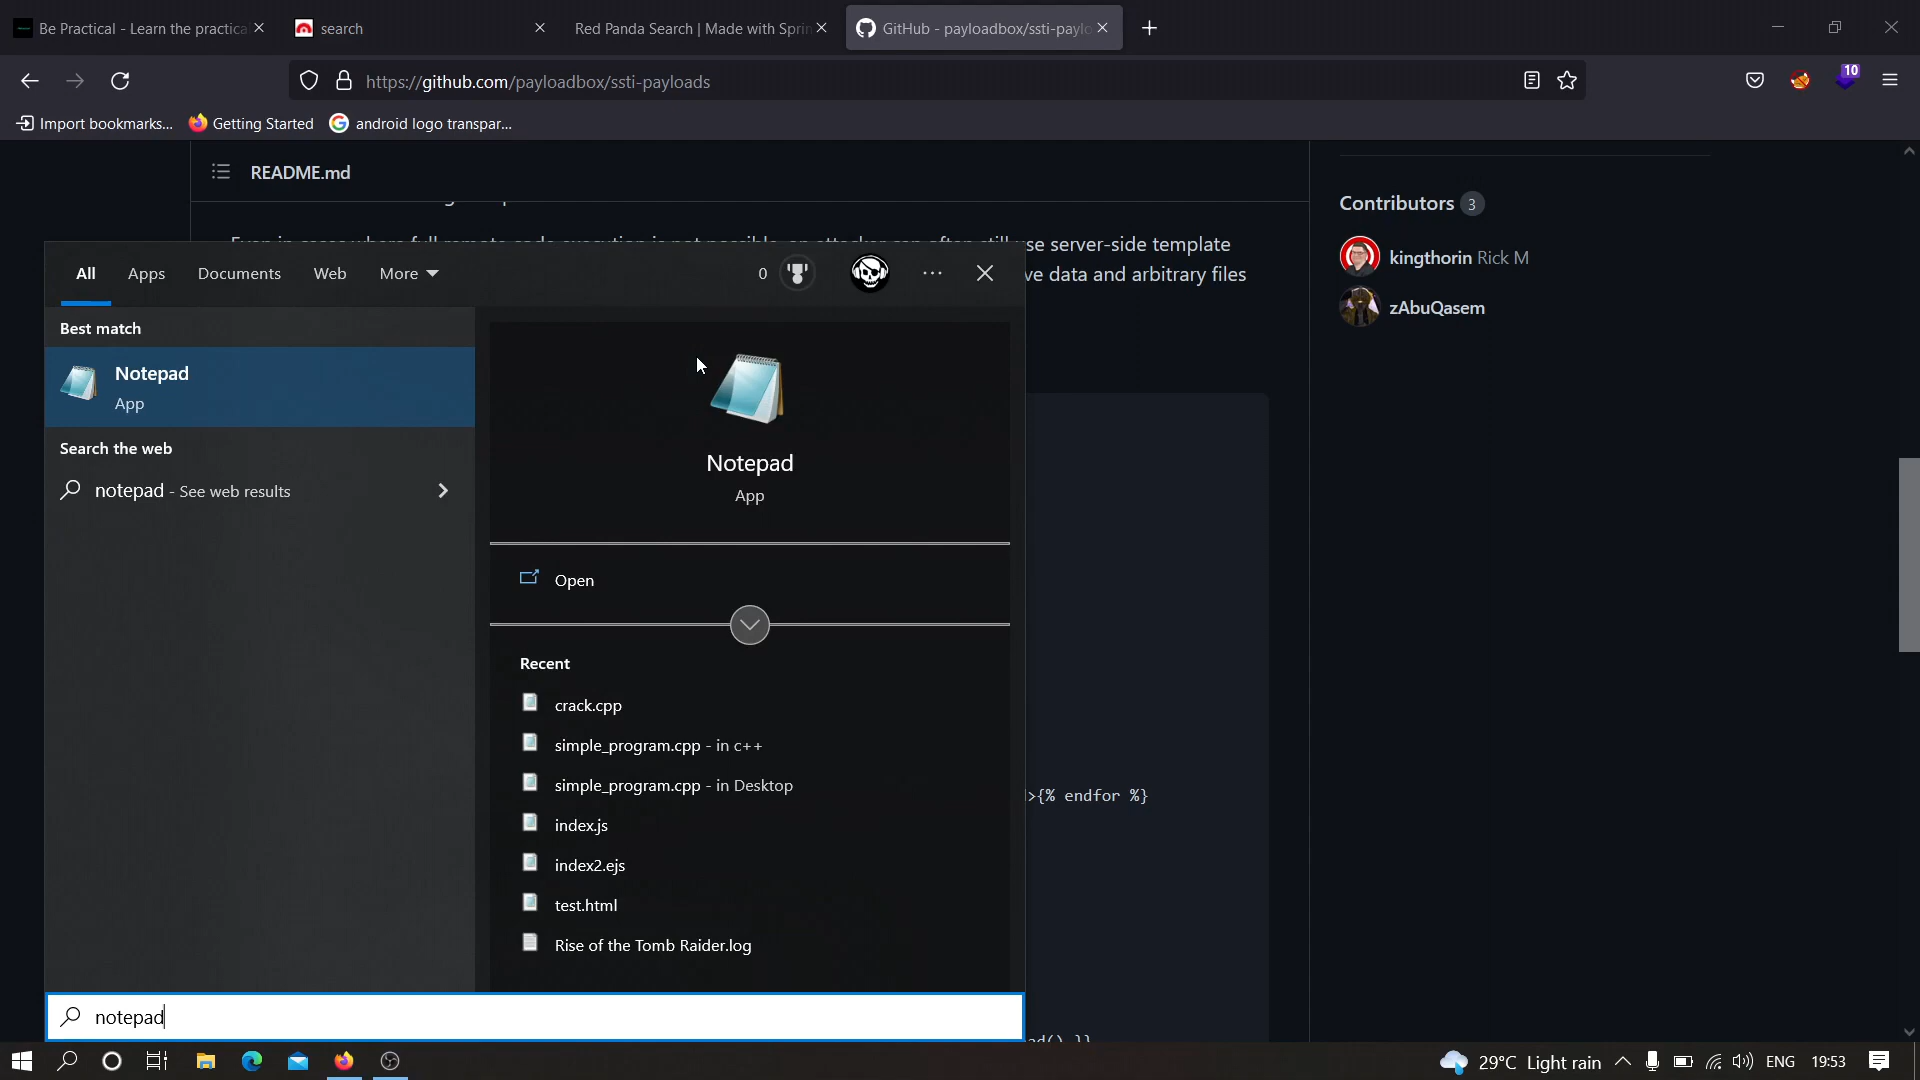 Be Practical - Learn the practica
search
Red Panda Search | Made with Sprin
GitHub - payloadbox/ssti-paylo
https://github.com/payloadbox/ssti-payloads
10
Import bookmarks...
Getting Started
android logo transpar...
README.md
Contributors 3
kingthorin Rick M
zAbuQasem
se server-side template
ve data and arbitrary files
All
Apps
Documents
Web
More
0
Best match
Notepad
App
Search the web
notepad - See web results
Notepad
App
Open
Recent
crack.cpp
simple_program.cpp - in c++
simple_program.cpp - in Desktop
index.js
index2.ejs
test.html
Rise of the Tomb Raider.log
>{% endfor %}
notepad
29°C Light rain
ENG
19:53